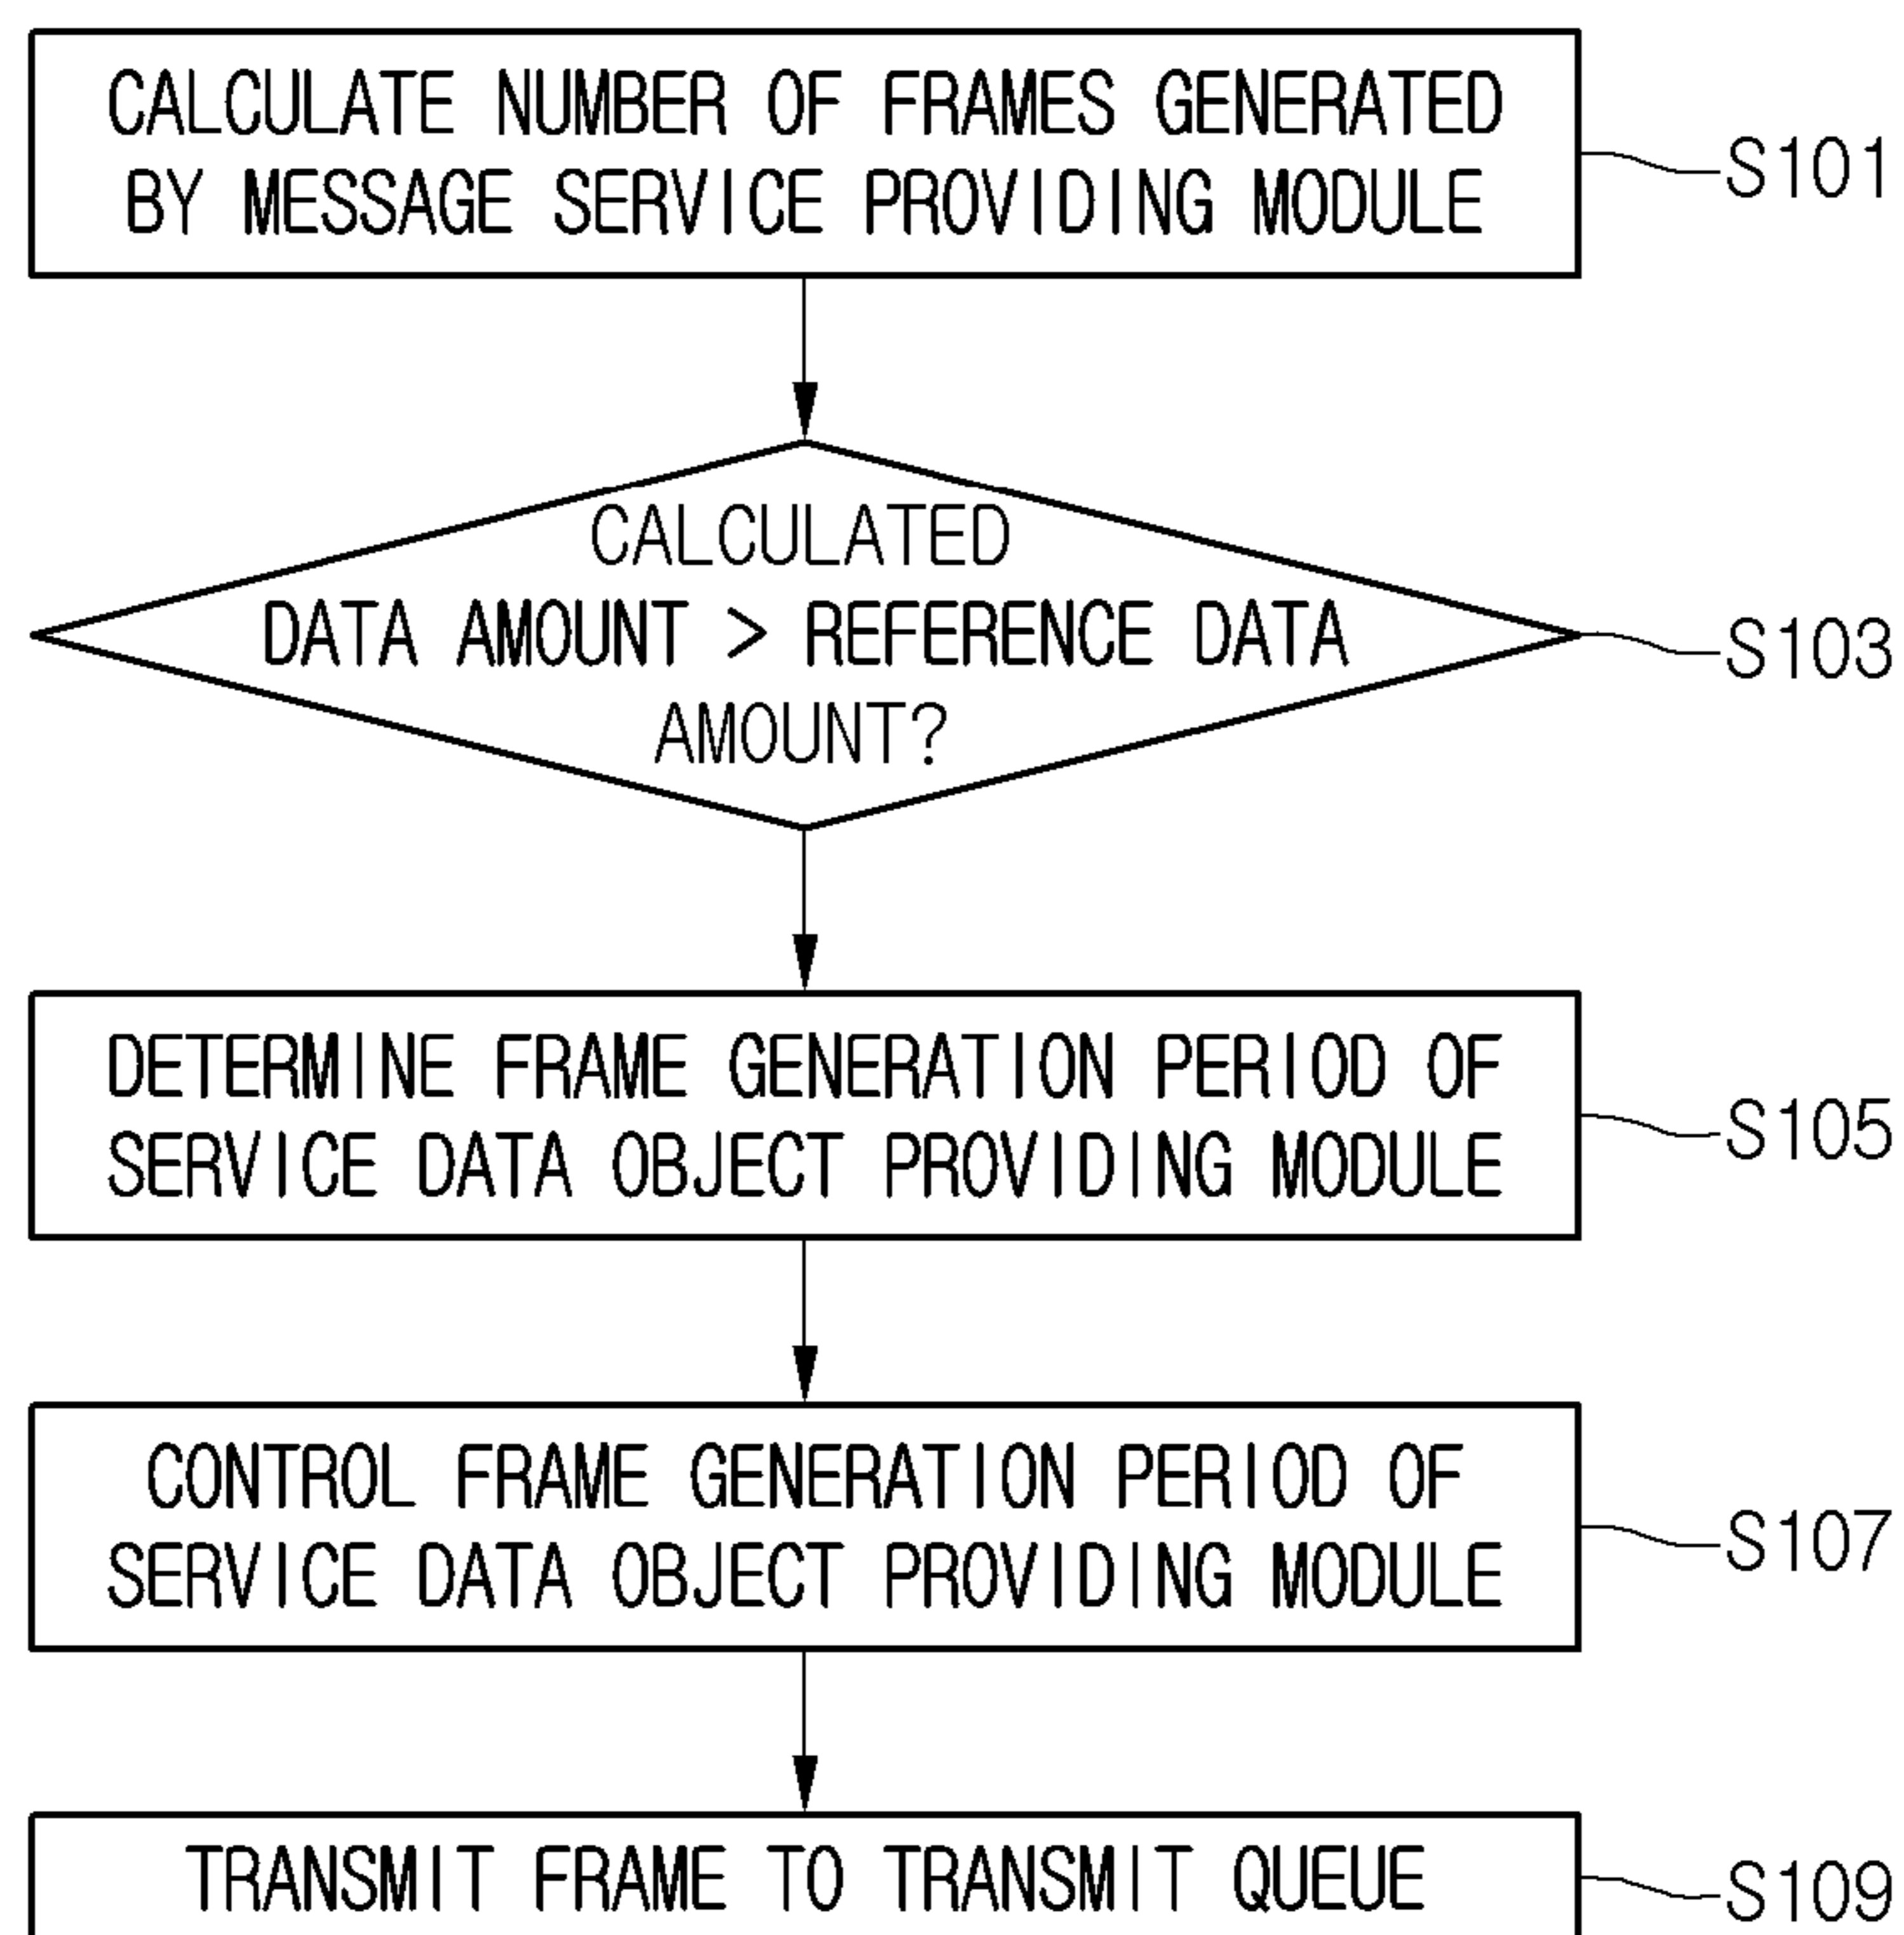 CALCULATE NUMBER OF FRAMES GENERATED
BY MESSAGE SERVICE PROVIDING MODULE
S101
CALCULATED
DATA AMOUNT > REFERENCE DATA
AMOUNT?
S103
DETERMINE FRAME GENERATION PERIOD OF
SERVICE DATA OBJECT PROVIDING MODULE
S105
CONTROL FRAME GENERATION PERIOD OF
SERVICE DATA OBJECT PROVIDING MODULE
S107
TRANSMIT FRAME TO TRANSMIT QUEUE
S109